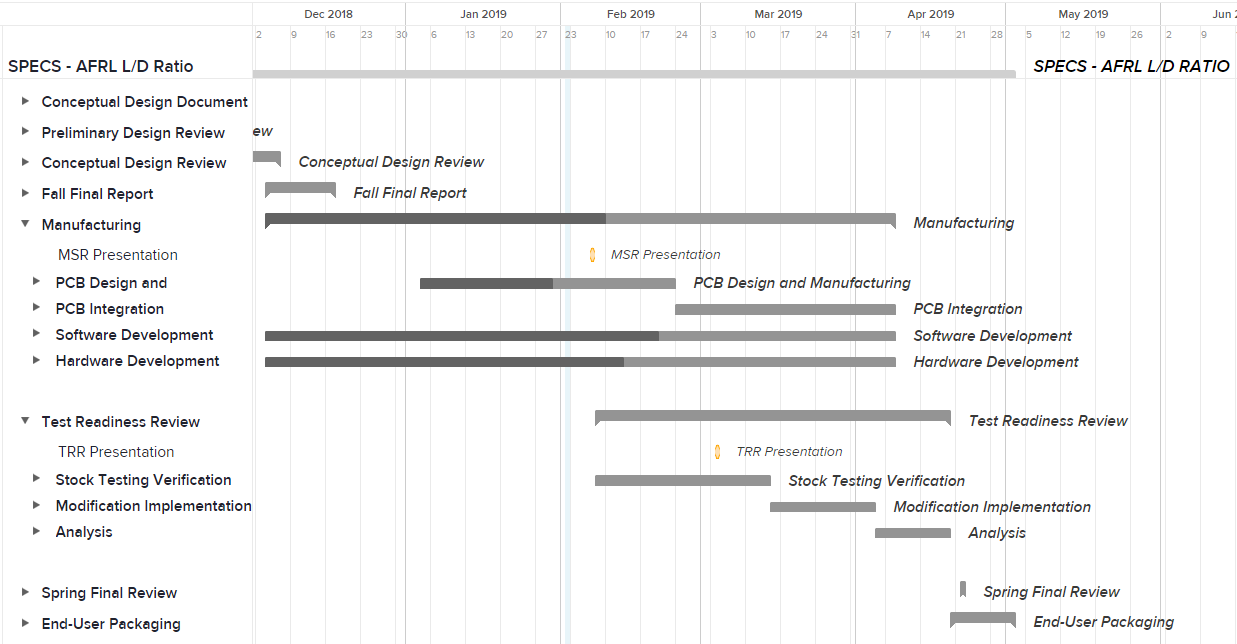 Dec 2018 Jan 2019 Feb 2019 Mar 2019 Apr 2019 May 2019 Jun 2
2 9 16 23 30 6 13 20 27 23 10 17 24 3 10 17 24 31 7 14 21 28 5 12 19 26 2 9
SPECS - AFRL L/D Ratio SPECS - AFRL L/D RATIO
Conceptual Design Document
Preliminary Design Review ew
Conceptual Design Review Conceptual Design Review
Fall Final Report Fall Final Report
Manufacturing Manufacturing
MSR Presentation MSR Presentation
PCB Design and PCB Design and Manufacturing
PCB Integration PCB Integration
Software Development Software Development
Hardware Development Hardware Development
Test Readiness Review Test Readiness Review
TRR Presentation TRR Presentation
Stock Testing Verification Stock Testing Verification
Modification Implementation Modification Implementation
Analysis Analysis
Spring Final Review Spring Final Review
End-User Packaging End-User Packaging